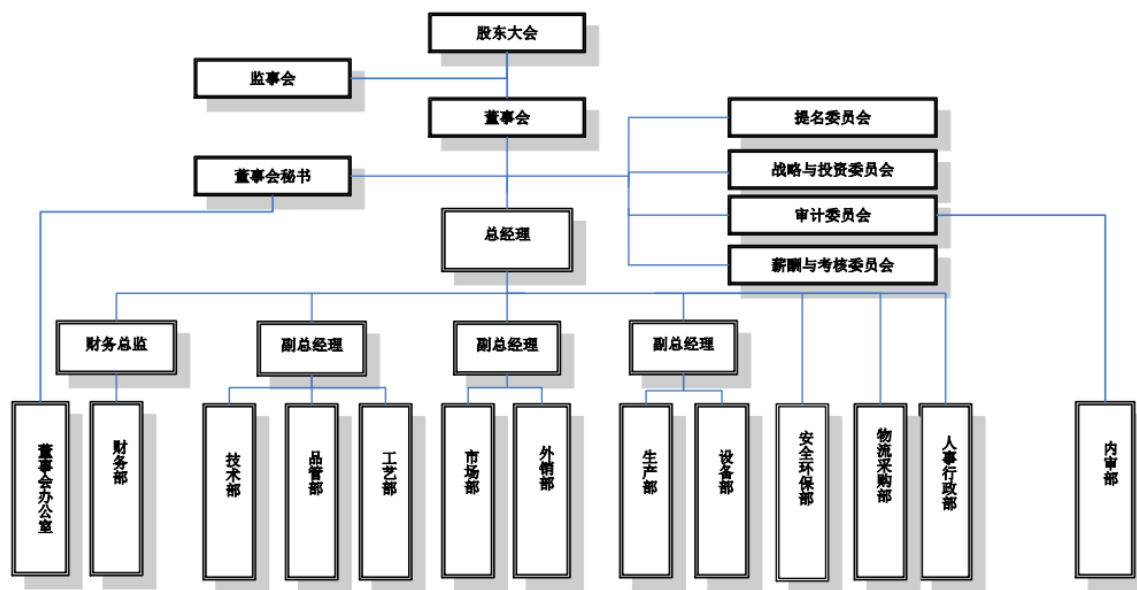 股东大会
监事会
董事会
提名委员会
董事会秘书
战略与投资委员会
总经理
审计委员会
薪酬与考核委员会
财务总监
副总经理
副总经理
副总经理
董事会办公室
财务部
技术部
品管部
工艺部
市场部
外销部
生产部
设备部
安全环保部
物流采购部
人事行政部
内审部